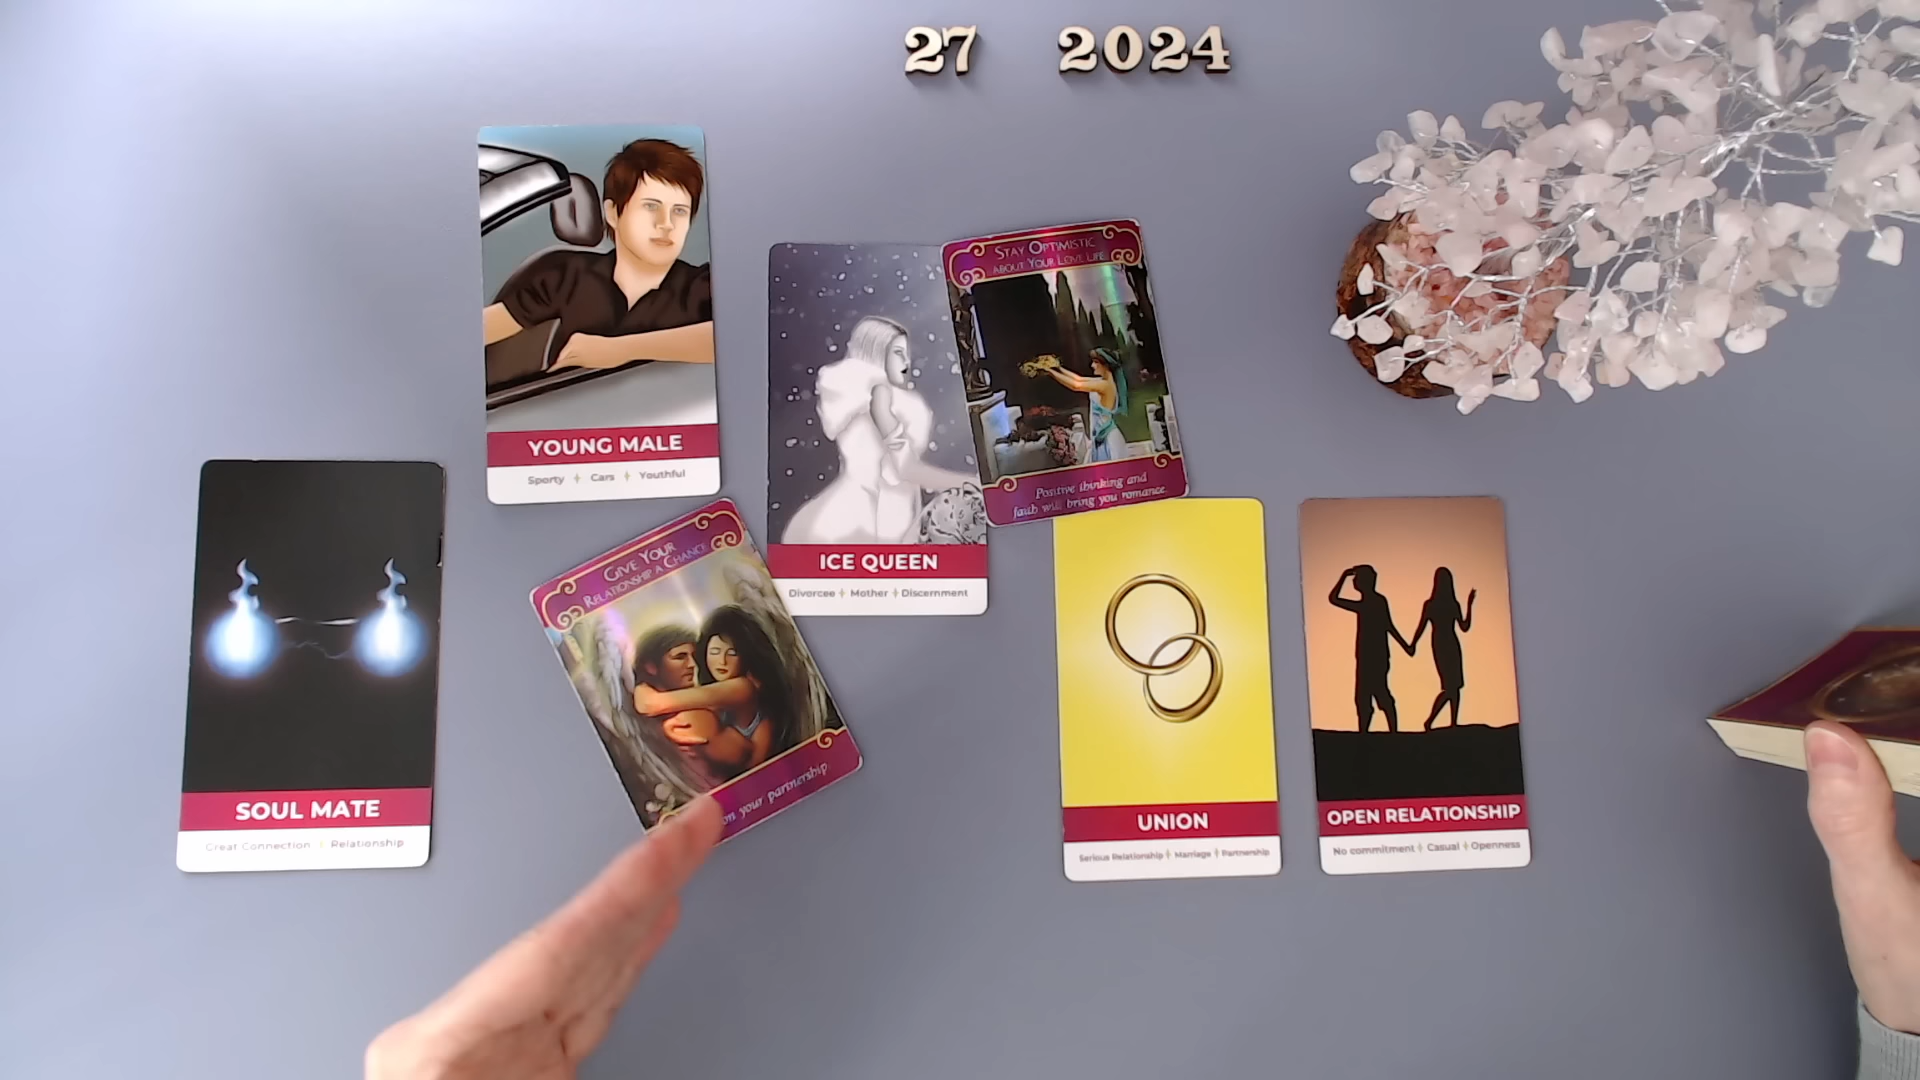 27 2024
YOUNG MALE
Sporty Cars Youthful
STAY OPTIMISTIC
ABOUT YOUR LOVE LIFE
Positive thinking and
faith will bring you romance.
ICE QUEEN
Divorcee Mother Discernment
GIVE YOUR
RELATIONSHIP A CHANCE
on your partnership
SOUL MATE
Great Connection Relationship
UNION
Serious Relationship Marriage Partnership
OPEN RELATIONSHIP
No commitment Casual Openness